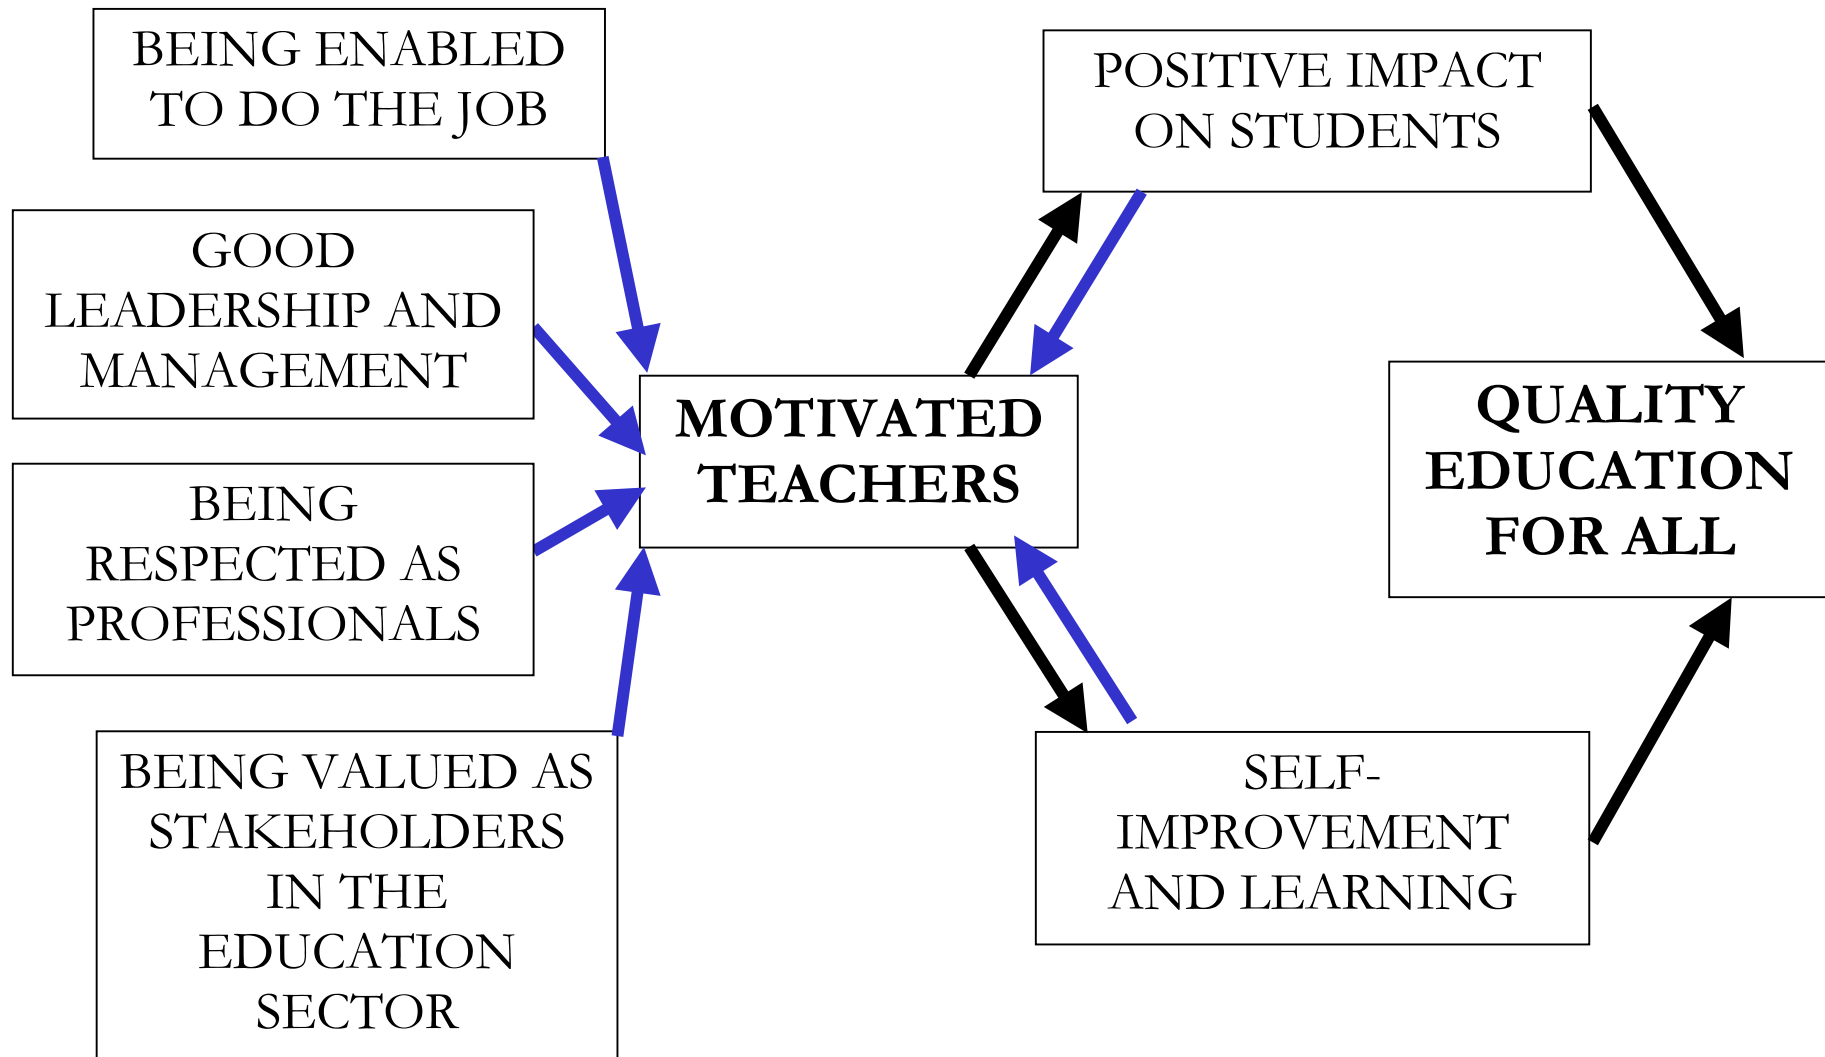 BEING ENABLED
TO DO THE JOB
GOOD
LEADERSHIP AND
MANAGEMENT
BEING
RESPECTED AS
PROFESSIONALS
BEING VALUED AS
STAKEHOLDERS
IN THE
EDUCATION
SECTOR
MOTIVATED
TEACHERS
POSITIVE IMPACT
ON STUDENTS
SELF-
IMPROVEMENT
AND LEARNING
QUALITY
EDUCATION
FOR ALL